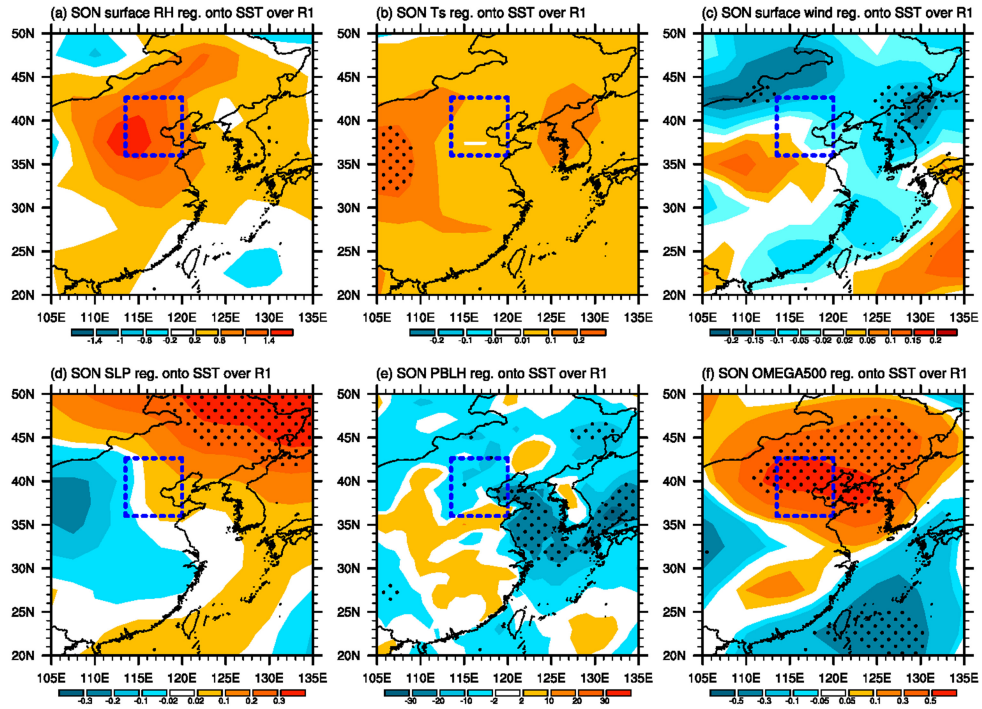 (a) SON surface RH reg. onto SST over R1
(b) SON Ts reg. onto SST over R1
(c) SON surface wind reg. onto SST over R1
50N 50N 50N
45N 45N 45N
40N 40N 40N
35N 35N 35N
30N 30N 30N
25N 25N 25N
20N 20N 20N
105E 110E 115E 120E 125E 130E 135E
105E 110E 115E 120E 125E 130E 135E
105E 110E 115E 120E 125E 130E 135E
-1.4 -1 -0.6 -0.2 0.2 0.6 1 1.4
-0.2 -0.1 -0.01 0.01 0.1 0.2
-0.2 -0.15 -0.1 -0.05 -0.02 0.02 0.05 0.1 0.15 0.2
(d) SON SLP reg. onto SST over R1
(e) SON PBLH reg. onto SST over R1
(f) SON OMEGA500 reg. onto SST over R1
50N 50N 50N
45N 45N 45N
40N 40N 40N
35N 35N 35N
30N 30N 30N
25N 25N 25N
20N 20N 20N
105E 110E 115E 120E 125E 130E 135E
105E 110E 115E 120E 125E 130E 135E
105E 110E 115E 120E 125E 130E 135E
-0.3 -0.2 -0.1 -0.02 0.02 0.1 0.2 0.3
-30 -20 -10 -2 2 10 20 30
-0.5 -0.3 -0.1 -0.05 0.05 0.1 0.3 0.5